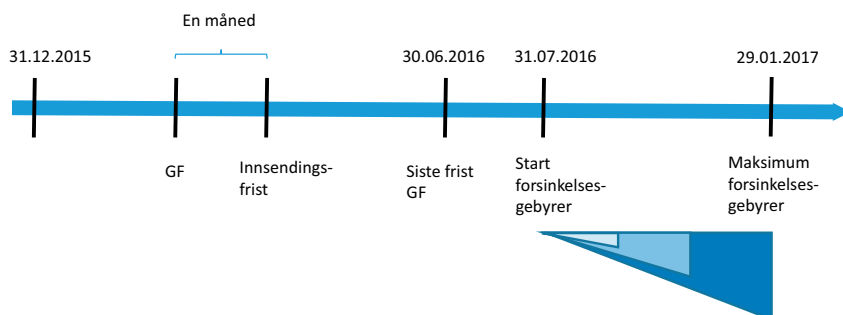 En måned
31.12.2015
30.06.2016
31.07.2016
29.01.2017
GF
Innsendings-
frist
Siste frist
GF
Start
forsinkelses-
gebyrer
Maksimum
forsinkelses-
gebyrer